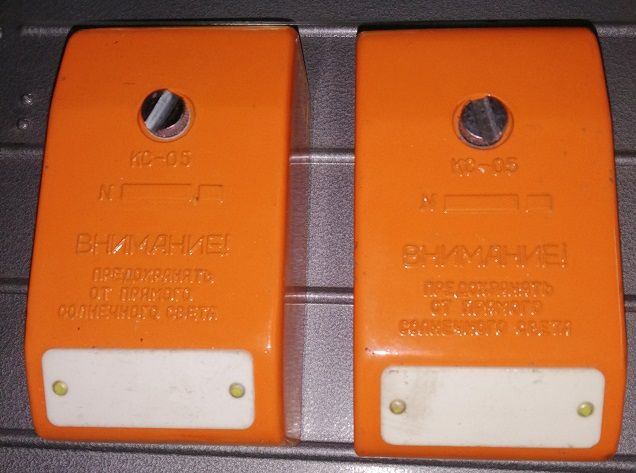 КС-05
N
ВНИМАНИЕ!
ПРЕДОХРАНЯТЬ
ОТ ПРЯМОГО
СОЛНЕЧНОГО СВЕТА
КС-05
N
ВНИМАНИЕ!
ПРЕДОХРАНЯТЬ
ОТ ПРЯМОГО
СОЛНЕЧНОГО СВЕТА